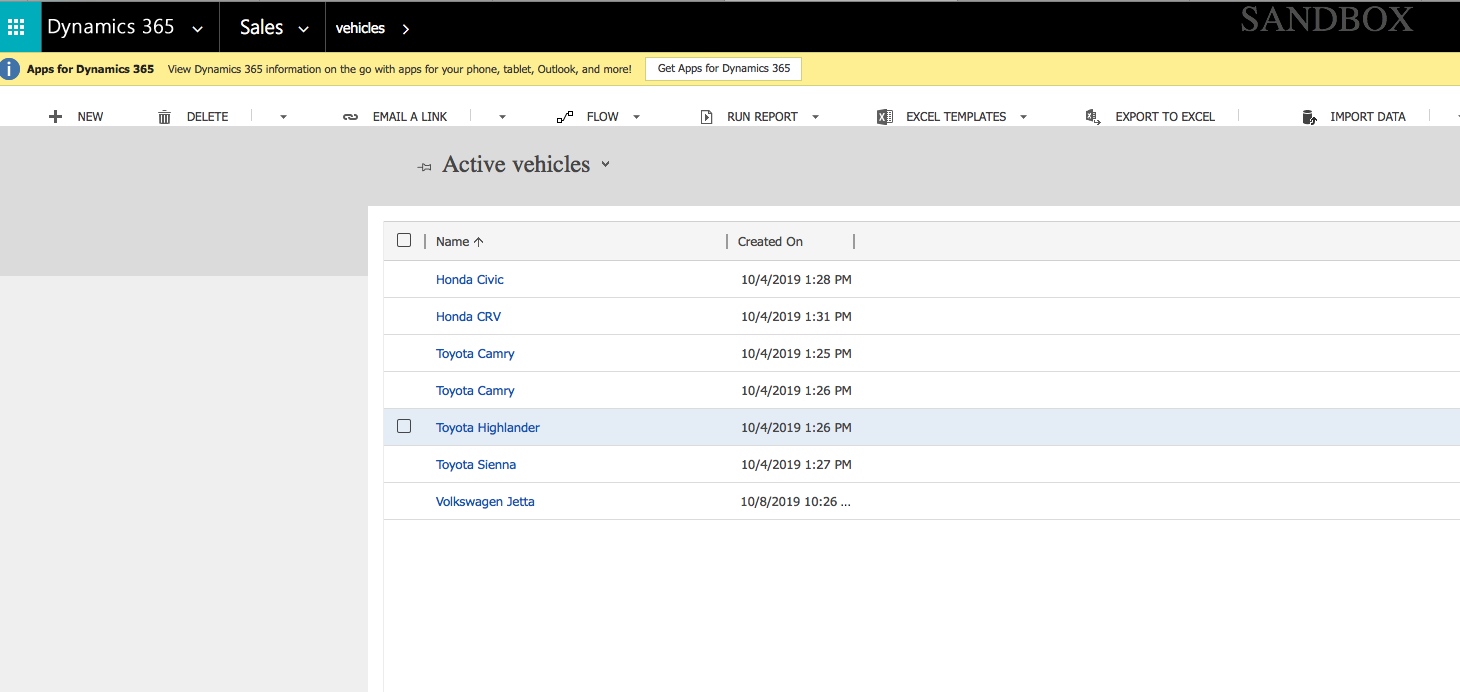 Dynamics 365 Sales vehicles SANDBOX
Apps for Dynamics 365 View Dynamics 365 information on the go with apps for your phone, tablet, Outlook, and more! Get Apps for Dynamics 365
NEW DELETE EMAIL A LINK FLOW RUN REPORT EXCEL TEMPLATES EXPORT TO EXCEL IMPORT DATA
Active vehicles
Name Created On
Honda Civic 10/4/2019 1:28 PM
Honda CRV 10/4/2019 1:31 PM
Toyota Camry 10/4/2019 1:25 PM
Toyota Camry 10/4/2019 1:26 PM
Toyota Highlander 10/4/2019 1:26 PM
Toyota Sienna 10/4/2019 1:27 PM
Volkswagen Jetta 10/8/2019 10:26 ...